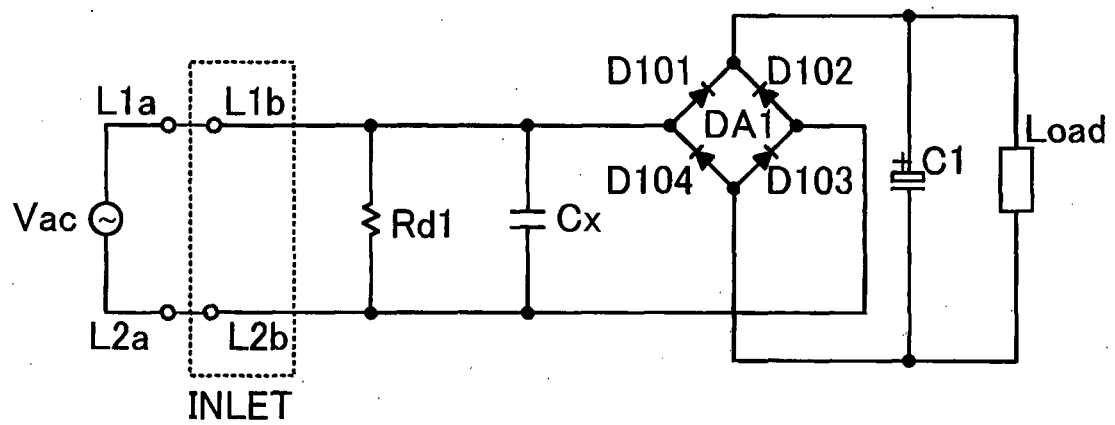 D101
D102
L1a
L1b
DA1
Load
D104
D103
C1
Vac
Rd1
Cx
L2a
L2b
INLET